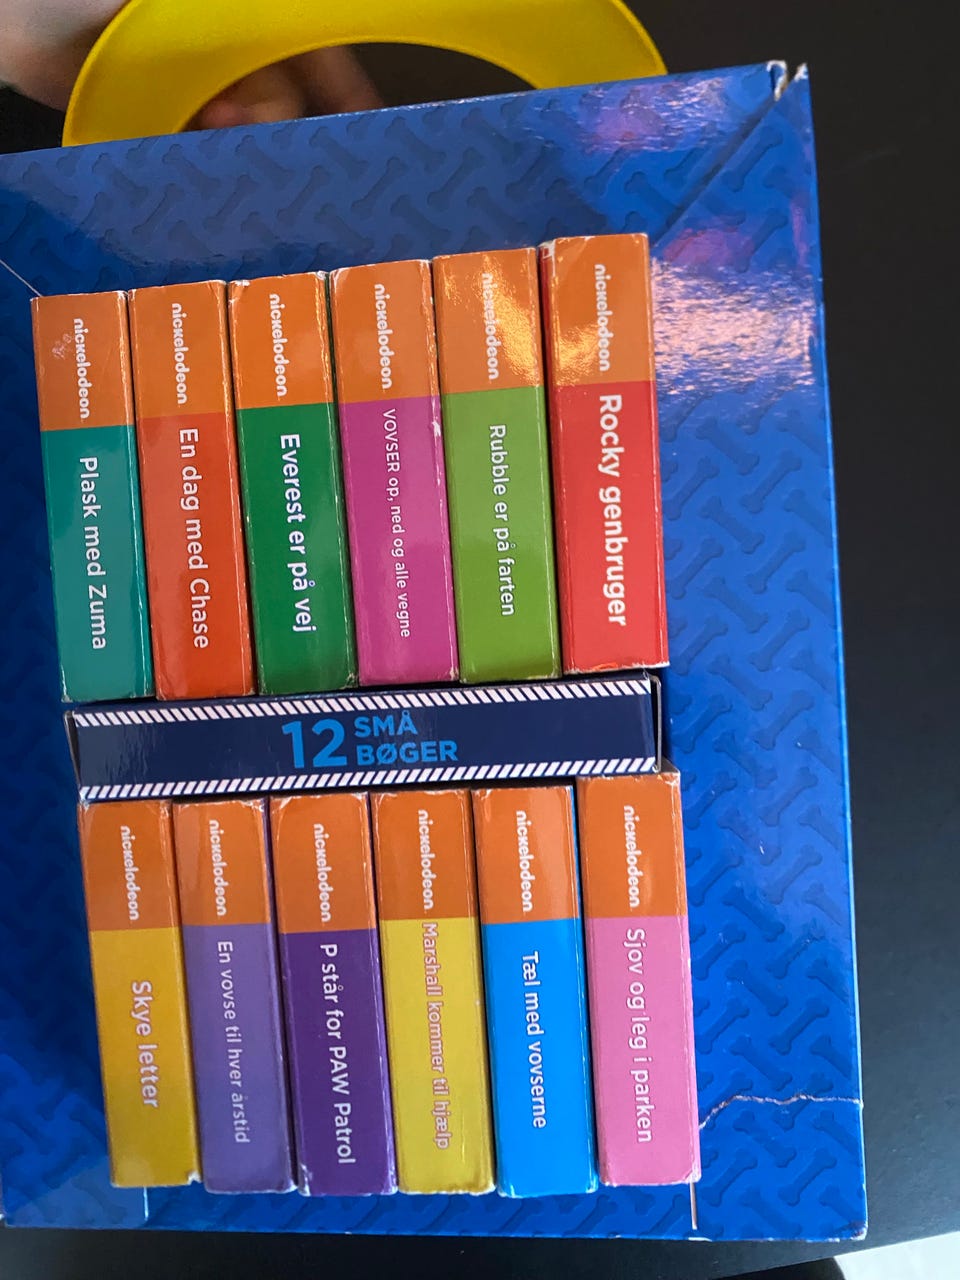 nickelodeon
Plask med Zuma
nickelodeon
En dag med Chase
nickelodeon
Everest er på vej
nickelodeon
VOVSER op, ned og alle vegne
nickelodeon
Rubble er på farten
nickelodeon
Rocky genbruger
12 SMÅ
BØGER
nickelodeon
Skye letter
nickelodeon
En vovse til hver årstid
nickelodeon
P står for PAW Patrol
nickelodeon
Marshall kommer til hjælp
nickelodeon
Tæl med vovserne
nickelodeon
Sjov og leg i parken